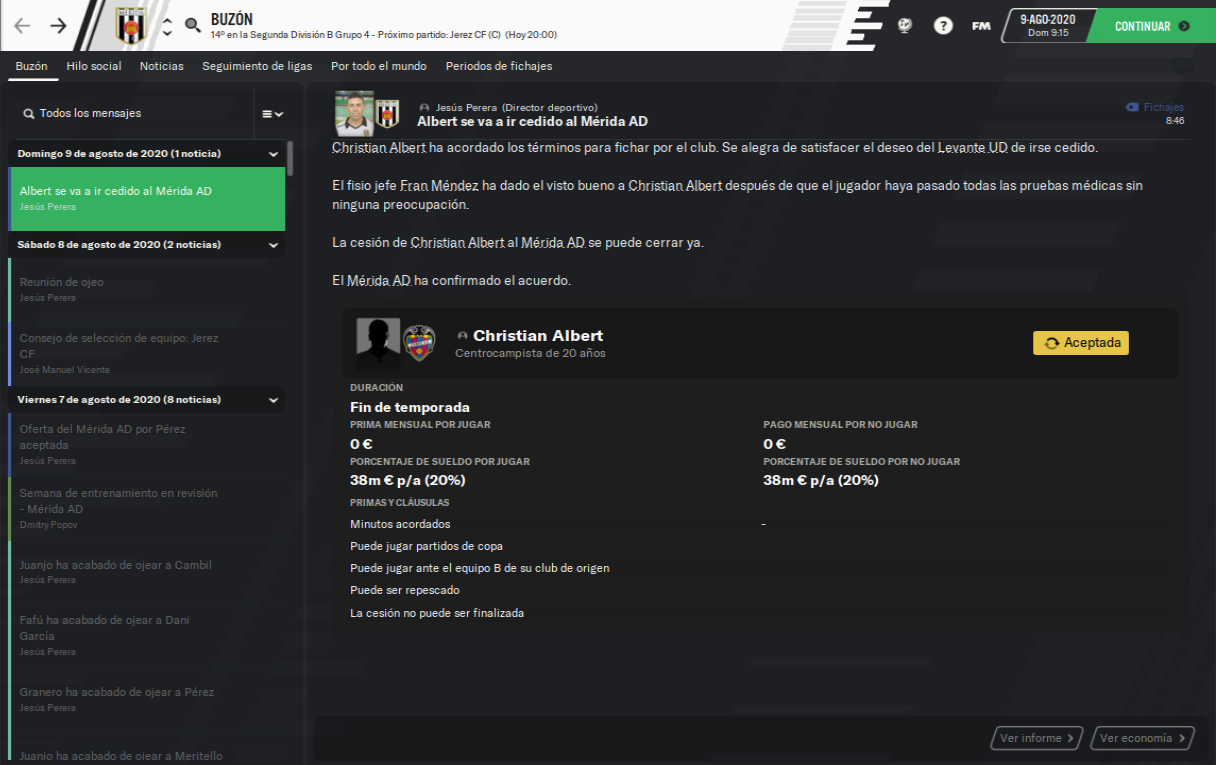 BUZÓN
14º en la Segunda División B Grupo 4 - Próximo partido: Jerez CF (C) (Hoy 20:00)
?
FM
9-AGO-2020
Dom 9:15
CONTINUAR
Buzón Hilo social Noticias Seguimiento de ligas Por todo el mundo Periodos de fichajes
Todos los mensajes
Domingo 9 de agosto de 2020 (1 noticia)
Albert se va a ir cedido al Mérida AD
Jesús Perera
Sábado 8 de agosto de 2020 (2 noticias)
Reunión de ojeo
Jesús Perera
Consejo de selección de equipo: Jerez
CF
José Manuel Vicente
Viernes 7 de agosto de 2020 (8 noticias)
Oferta del Mérida AD por Pérez
aceptada
Jesús Perera
Semana de entrenamiento en revisión
- Mérida AD
Dmitry Popov
Juanjo ha acabado de ojear a Cambil
Jesús Perera
Fafú ha acabado de ojear a Dani
García
Jesús Perera
Granero ha acabado de ojear a Pérez
Jesús Perera
Juanjo ha acabado de ojear a Meritello
Jesús Perera (Director deportivo)
Albert se va a ir cedido al Mérida AD
Fichajes
8:46
Christian Albert ha acordado los términos para fichar por el club. Se alegra de satisfacer el deseo del Levante UD de irse cedido.
El fisio jefe Fran Méndez ha dado el visto bueno a Christian Albert después de que el jugador haya pasado todas las pruebas médicas sin
ninguna preocupación.
La cesión de Christian Albert al Mérida AD se puede cerrar ya.
El Mérida AD ha confirmado el acuerdo.
Christian Albert
Centrocampista de 20 años
Aceptada
DURACIÓN
Fin de temporada
PRIMA MENSUAL POR JUGAR PAGO MENSUAL POR NO JUGAR
0 € 0 €
PORCENTAJE DE SUELDO POR JUGAR PORCENTAJE DE SUELDO POR NO JUGAR
38m € p/a (20%) 38m € p/a (20%)
PRIMAS Y CLÁUSULAS
Minutos acordados -
Puede jugar partidos de copa
Puede jugar ante el equipo B de su club de origen
Puede ser repescado
La cesión no puede ser finalizada
Ver informe Ver economía